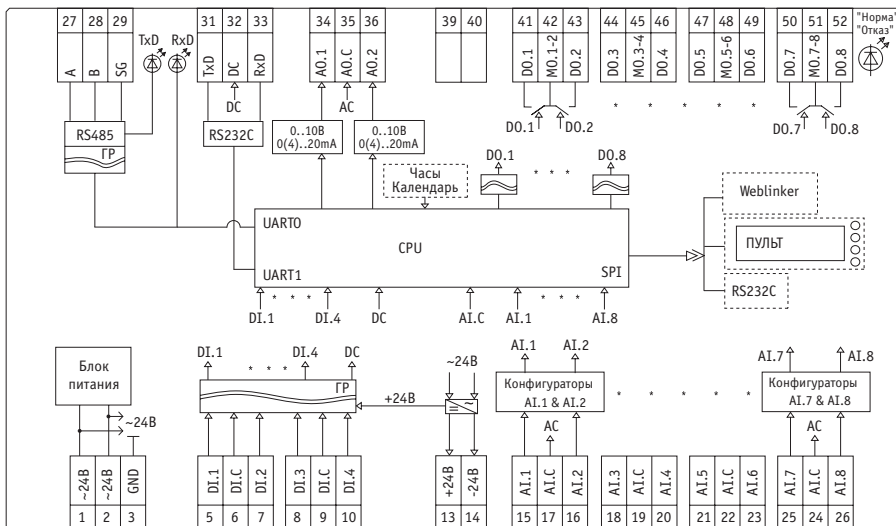 27 28 29 31 32 33 34 35 36 39 40 41 42 43 44 45 46 47 48 49 50 51 52
TxD RxD
"Норма"
"Отказ"
A B SG TxD DC RxD AO.1 AO.C AO.2 DO.1 MO.1-2 DO.2 DO.3 MO.3-4 DO.4 DO.5 MO.5-6 DO.6 DO.7 MO.7-8 DO.8
DC AC
* * * *
RS485 RS232C
0..10В
0(4)..20mA
0..10В
0(4)..20mA
DO.1 DO.2 DO.7 DO.8
ГР
DO.1 * * * DO.8
Часы
Календарь
Weblinker
UART0
CPU
ПУЛЬТ
UART1 SPI
RS232C
* * * * * *
DI.1 DI.4 DC AI.C AI.1 AI.8
Блок
питания
DI.1 * * * DI.4 DC
~24В
AI.1 AI.2 AI.7 AI.8
ГР
+24В
= ~
Конфигураторы
AI.1 & AI.2
* * * *
Конфигураторы
AI.7 & AI.8
~24В
AC AC
~24В ~24В GND DI.1 DI.C DI.2 DI.3 DI.C DI.4 +24В -24В AI.1 AI.C AI.2 AI.3 AI.C AI.4 AI.5 AI.C AI.6 AI.7 AI.C AI.8
1 2 3 5 6 7 8 9 10 13 14 15 17 16 18 19 20 21 22 23 25 24 26